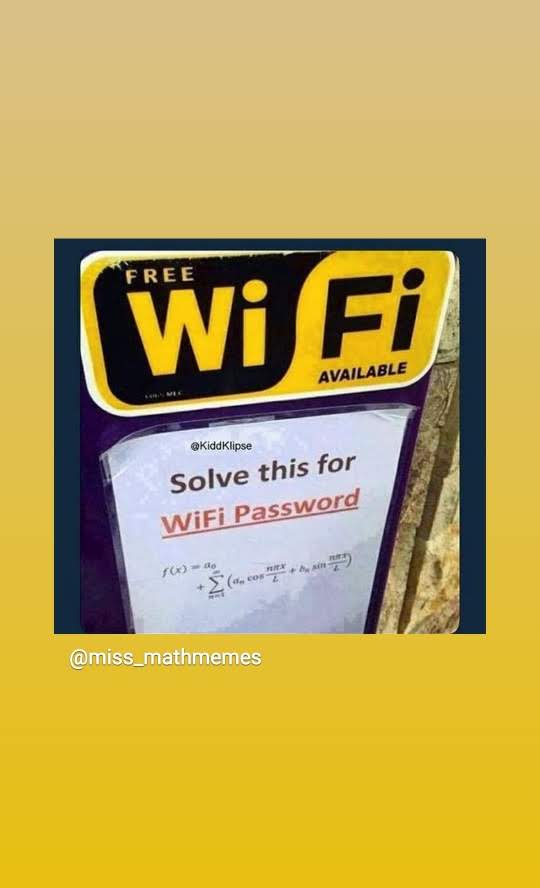 FREE
WiFi
AVAILABLE
@KiddKlipse
Solve this for
WiFi Password
f(x) = a₀
+ ∑ₙ₌₁^∞ (aₙ cos nπx/L + bₙ sin nπx/L)
@miss_mathmemes